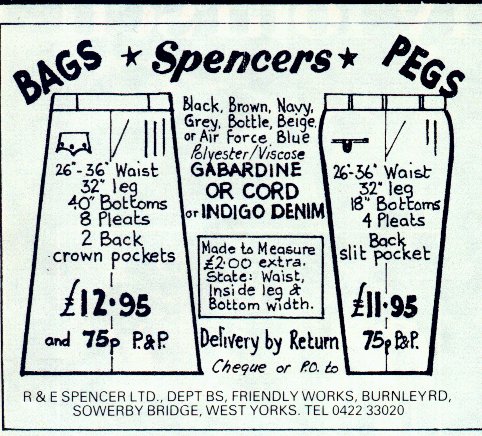 BAGS ★ Spencers ★ PEGS
26"-36" Waist
32" leg
40" Bottoms
8 Pleats
2 Back
crown pockets
£12·95
and 75p P.&P.
Black, Brown, Navy,
Grey, Bottle, Beige,
or Air Force Blue
Polyester/Viscose
GABARDINE
OR CORD
or INDIGO DENIM
Made to Measure
£2·00 extra.
State: Waist,
Inside leg &
Bottom width.
Delivery by Return
Cheque or P.O. to
26"-36" Waist
32" leg
18" Bottoms
4 Pleats
Back
slit pocket
£11·95
75p P.&P.
R & E SPENCER LTD., DEPT BS, FRIENDLY WORKS, BURNLEY RD,
SOWERBY BRIDGE, WEST YORKS. TEL 0422 33020